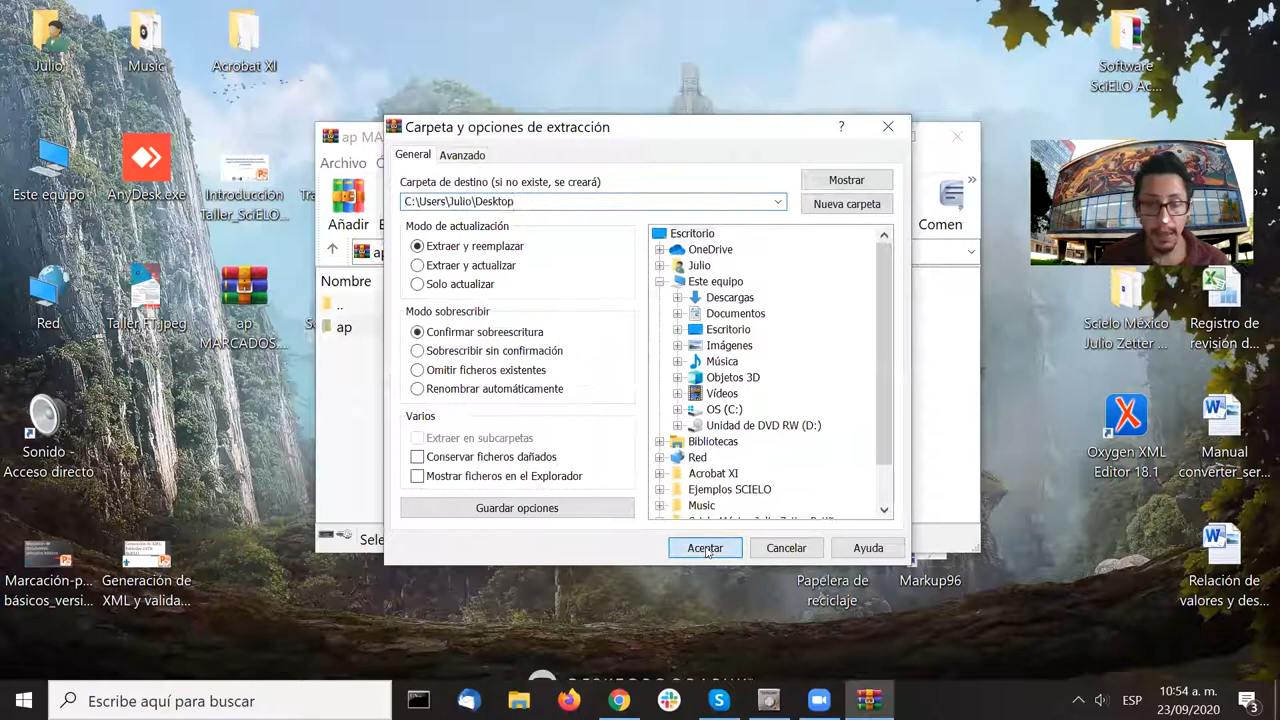 Julio
Music
Acrobat XI
Software
SciELO Ac...
Este equipo
AnyDesk.exe
Introducción
Taller_SciELO...
Red
Taller FI.jpeg
ap
MARCADOS....
Sonido
Acceso directo
Marcación-p...
básicos_versi...
Generación de
XML y valida...
Archivo
Añadir
Nombre
..
ap
Comen
»
Carpeta y opciones de extracción
?
General
Avanzado
Carpeta de destino (si no existe, se creará)
C:\Users\Julio\Desktop
Mostrar
Nueva carpeta
Modo de actualización
Extraer y reemplazar
Extraer y actualizar
Solo actualizar
Modo sobrescribir
Confirmar sobreescritura
Sobrescribir sin confirmación
Omitir ficheros existentes
Renombrar automáticamente
Varios
Extraer en subcarpetas
Conservar ficheros dañados
Mostrar ficheros en el Explorador
Guardar opciones
Escritorio
OneDrive
Julio
Este equipo
Descargas
Documentos
Escritorio
Imágenes
Música
Objetos 3D
Vídeos
OS (C:)
Unidad de DVD RW (D:)
Bibliotecas
Red
Acrobat XI
Ejemplos SCIELO
Music
Aceptar
Cancelar
Ayuda
Scielo México
Julio Zetter ...
Registro de
revisión d...
Oxygen XML
Editor 18.1
Manual
converter_ser...
Papelera de
reciclaje
Markup96
Relación de
valores y des...
Escribe aquí para buscar
ESP
10:54 a. m.
23/09/2020
3